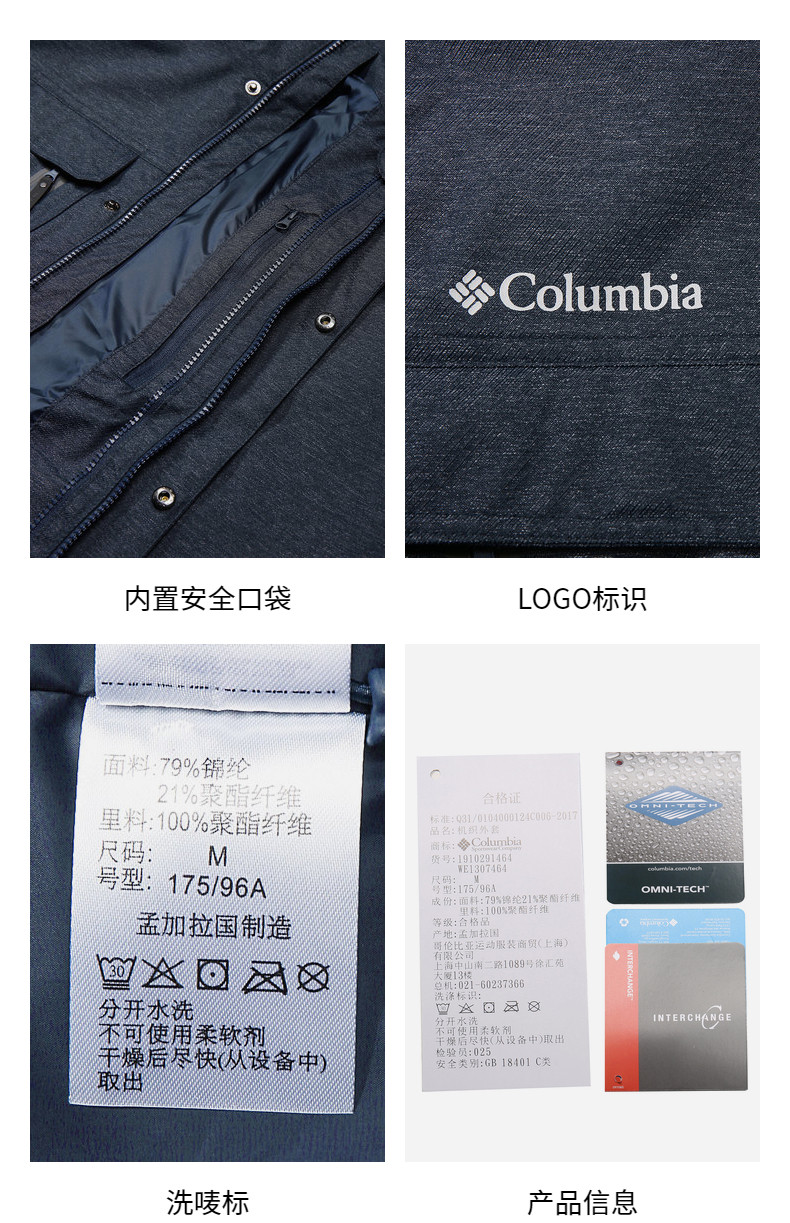 Columbia
内置安全口袋
LOGO标识
面料:79%锦纶
21%聚酯纤维
里料:100%聚酯纤维
尺码: M
号型: 175/96A
孟加拉国制造
30
分开水洗
不可使用柔软剂
干燥后尽快(从设备中)
取出
合格证
标准:Q31/0104000124C005-2017
品名:机织外套
商标: Columbia
Sportswear Company
货号:1910291464
WE1307464
尺码: M
号型:175/96A
成份:面料:79%锦纶21%聚酯纤维
里料:100%聚酯纤维
等级:合格品
产地:孟加拉国
哥伦比亚运动服装商贸(上海)
有限公司
上海中山南二路1089号徐汇苑
大厦13楼
总机:021-60237366
洗涤标识:
分开水洗
不可使用柔软剂
干燥后尽快(从设备中)取出
检验员:025
安全类别:GB 18401 C类
OMNI-TECH
columbia.com/tech
OMNI-TECH™
INTERCHANGE
INTERCHANGE
洗唛标
产品信息